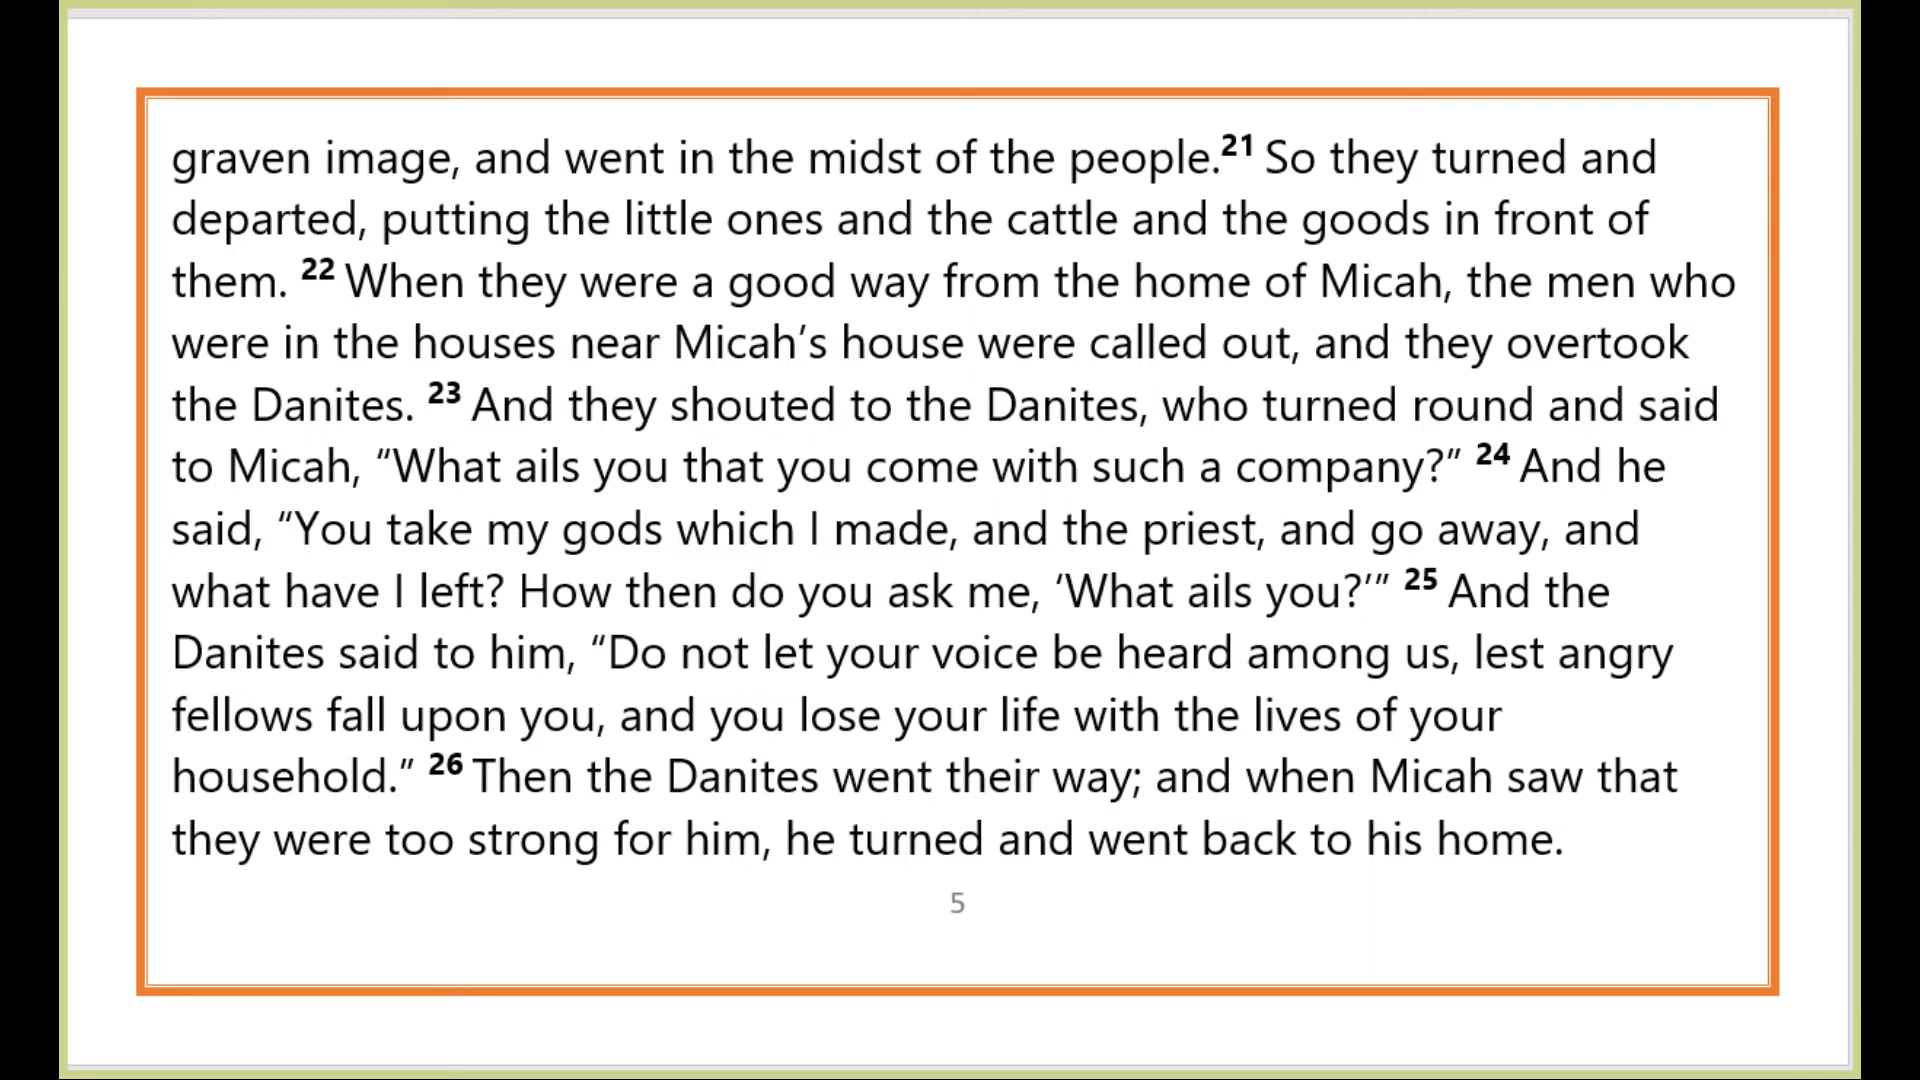 graven image, and went in the midst of the people.21 So they turned and
departed, putting the little ones and the cattle and the goods in front of
them. 22 When they were a good way from the home of Micah, the men who
were in the houses near Micah’s house were called out, and they overtook
the Danites. 23 And they shouted to the Danites, who turned round and said
to Micah, “What ails you that you come with such a company?” 24 And he
said, “You take my gods which I made, and the priest, and go away, and
what have I left? How then do you ask me, ‘What ails you?’” 25 And the
Danites said to him, “Do not let your voice be heard among us, lest angry
fellows fall upon you, and you lose your life with the lives of your
household.” 26 Then the Danites went their way; and when Micah saw that
they were too strong for him, he turned and went back to his home.
5